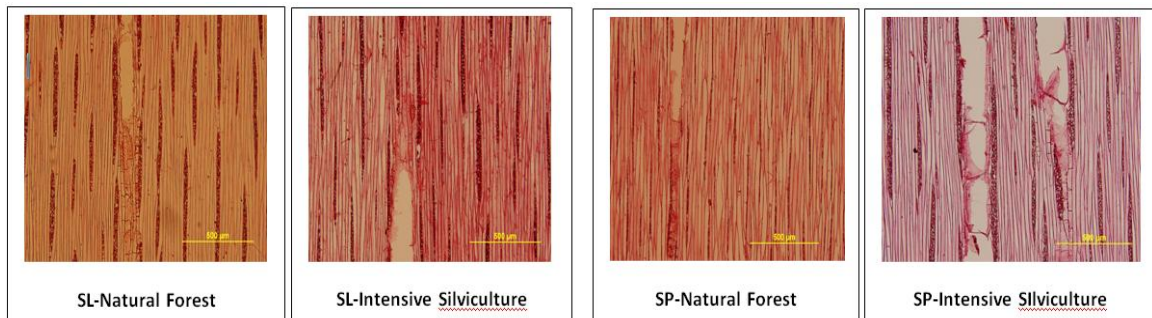 500 µm
500 µm
500 µm
500 µm
SL-Natural Forest
SL-Intensive Silviculture
SP-Natural Forest
SP-Intensive SIlviculture